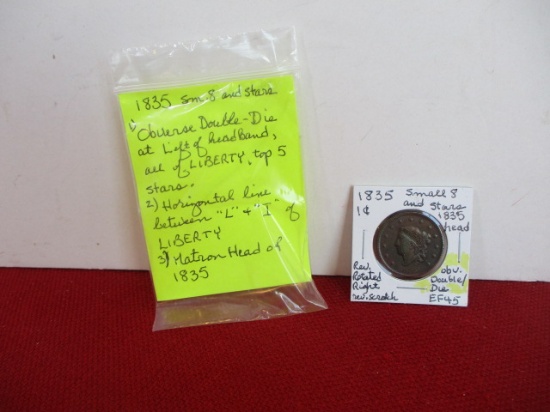 1835 Sm. 8 and stars
1) Obverse Double-Die
at Left of headband,
all of LIBERTY, top 5
stars.
2) Horizontal line
between "L" + "I" of
LIBERTY
3) Matron Head of
1835
1835 Small 8
1¢ and Stars
1835
head
Rev. Rotated Right
rev. scratch
obv.
Double/
Die
EF45